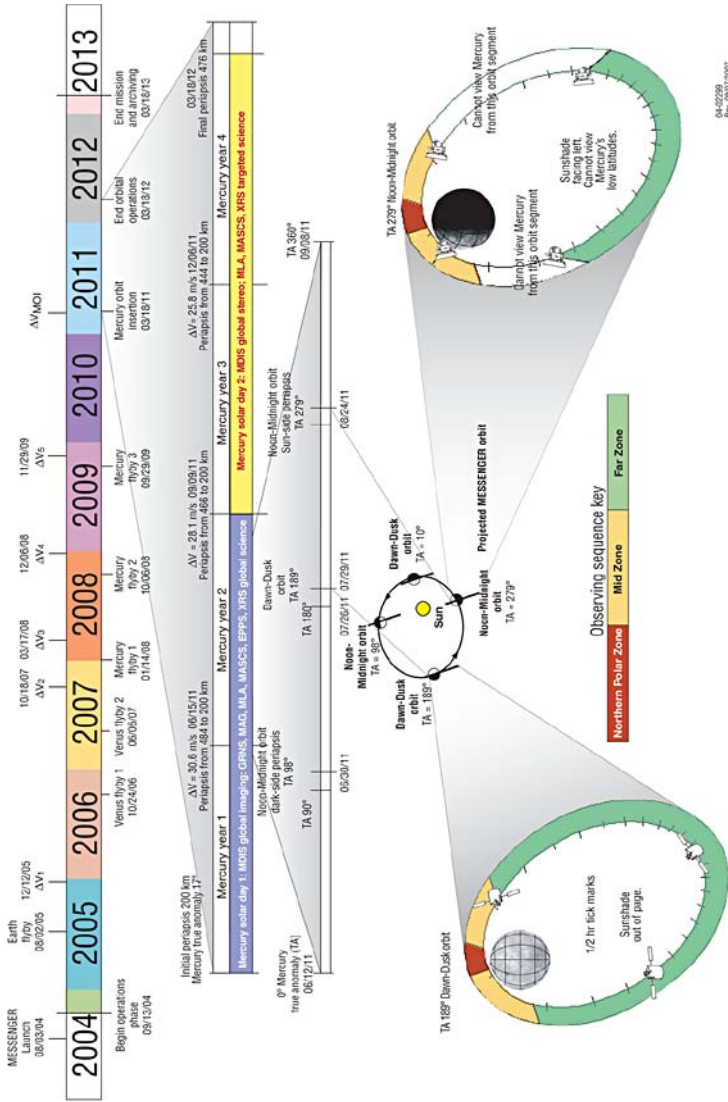 MESSENGER
Launch
08/03/04
Earth
flyby
08/02/05
12/12/05
ΔV1
10/18/07
ΔV2
03/17/08
ΔV3
12/06/08
ΔV4
11/29/09
ΔV5
ΔVMOI
2004
2005
2006
2007
2008
2009
2010
2011
2012
2013
Begin operations
phase
09/13/04
Venus flyby 1
10/24/06
Venus flyby 2
06/06/07
Mercury
flyby 1
01/14/08
Mercury
flyby 2
10/06/08
Mercury
flyby 3
09/29/09
Mercury orbit
insertion
03/18/11
End orbital
operations
03/18/12
End mission
and archiving
03/18/13
Initial periapsis 200 km
Mercury true anomaly 17°
ΔV = 30.6 m/s 06/15/11
Periapsis from 484 to 200 km
ΔV = 28.1 m/s 09/09/11
Periapsis from 466 to 200 km
ΔV = 25.8 m/s 12/06/11
Periapsis from 444 to 200 km
03/18/12
Final periapsis 476 km
Mercury year 1
Mercury year 2
Mercury year 3
Mercury year 4
Mercury solar day 1: MDIS global imaging: GRNS, MAG, MLA, MASCS, EPPS, XRS global science
Mercury solar day 2: MDIS global stereo; MLA, MASCS, XRS targeted science
0° Mercury
true anomaly (TA)
06/12/11
Noon-Midnight orbit
dark-side periapsis
TA 98°
TA 90°
06/30/11
Dawn-Dusk
orbit
TA 189°
TA 180°
07/26/11
07/29/11
Noon-Midnight orbit
Sun-side periapsis
TA 279°
08/24/11
TA 360°
09/08/11
Noon-
Midnight orbit
TA = 98°
Dawn-Dusk
orbit
TA = 10°
Dawn-Dusk
orbit
TA = 189°
Sun
Noon-Midnight
orbit
TA = 279°
Projected MESSENGER orbit
TA 189° Dawn-Dusk orbit
1/2 hr tick marks
Sunshade
out of page.
Observing sequence key
Northern Polar Zone
Mid Zone
Far Zone
TA 279° Noon-Midnight orbit
Cannot view Mercury
from this orbit segment
Cannot view Mercury
from this orbit segment
Sunshade
facing left.
Cannot view
Mercury's
low latitudes.
04-02299